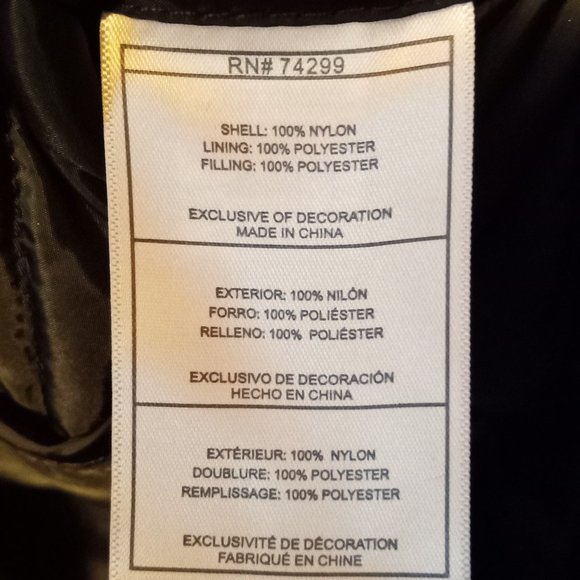 RN# 74299
SHELL: 100% NYLON
LINING: 100% POLYESTER
FILLING: 100% POLYESTER
EXCLUSIVE OF DECORATION
MADE IN CHINA
EXTERIOR: 100% NILÓN
FORRO: 100% POLIÉSTER
RELLENO: 100% POLIÉSTER
EXCLUSIVO DE DECORACIÓN
HECHO EN CHINA
EXTÉRIEUR: 100% NYLON
DOUBLURE: 100% POLYESTER
REMPLISSAGE: 100% POLYESTER
EXCLUSIVITÉ DE DÉCORATION
FABRIQUÉ EN CHINE